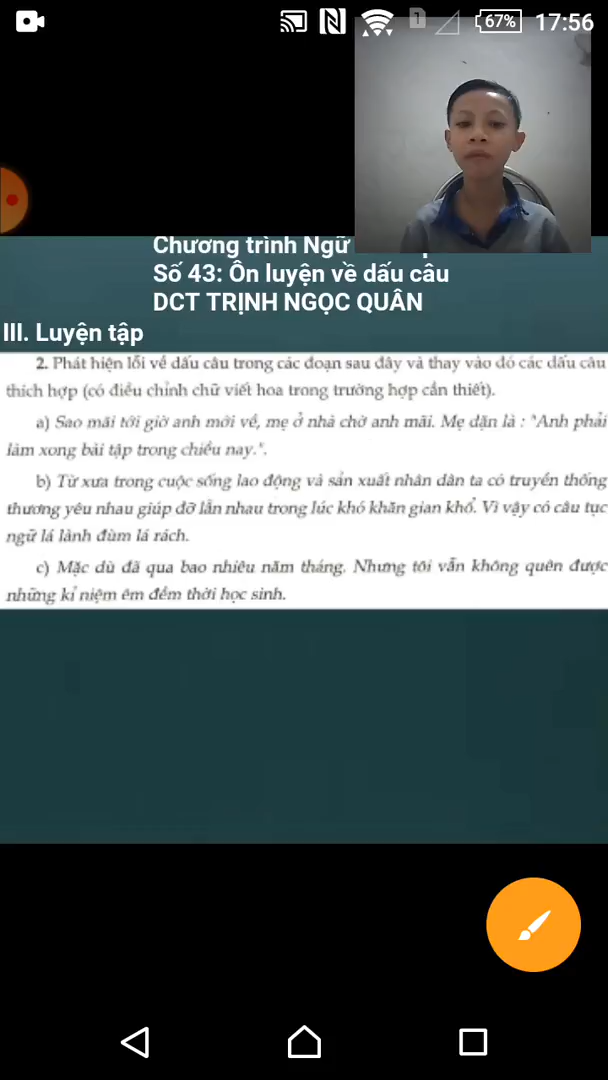 67% 17:56
Chương trình Ngữ
Số 43: Ôn luyện về dấu câu
DCT TRỊNH NGỌC QUÂN
III. Luyện tập
2. Phát hiện lỗi về dấu câu trong các đoạn sau đây và thay vào đó các dấu câu
thích hợp (có điều chỉnh chữ viết hoa trong trường hợp cần thiết).
a) Sao mãi tới giờ anh mới về, mẹ ở nhà chờ anh mãi. Mẹ dặn là : "Anh phải
làm xong bài tập trong chiều nay.".
b) Từ xưa trong cuộc sống lao động và sản xuất nhân dân ta có truyền thống
thương yêu nhau giúp đỡ lẫn nhau trong lúc khó khăn gian khổ. Vì vậy có câu tục
ngữ lá lành đùm lá rách.
c) Mặc dù đã qua bao nhiêu năm tháng. Nhưng tôi vẫn không quên được
những kỉ niệm êm đềm thời học sinh.